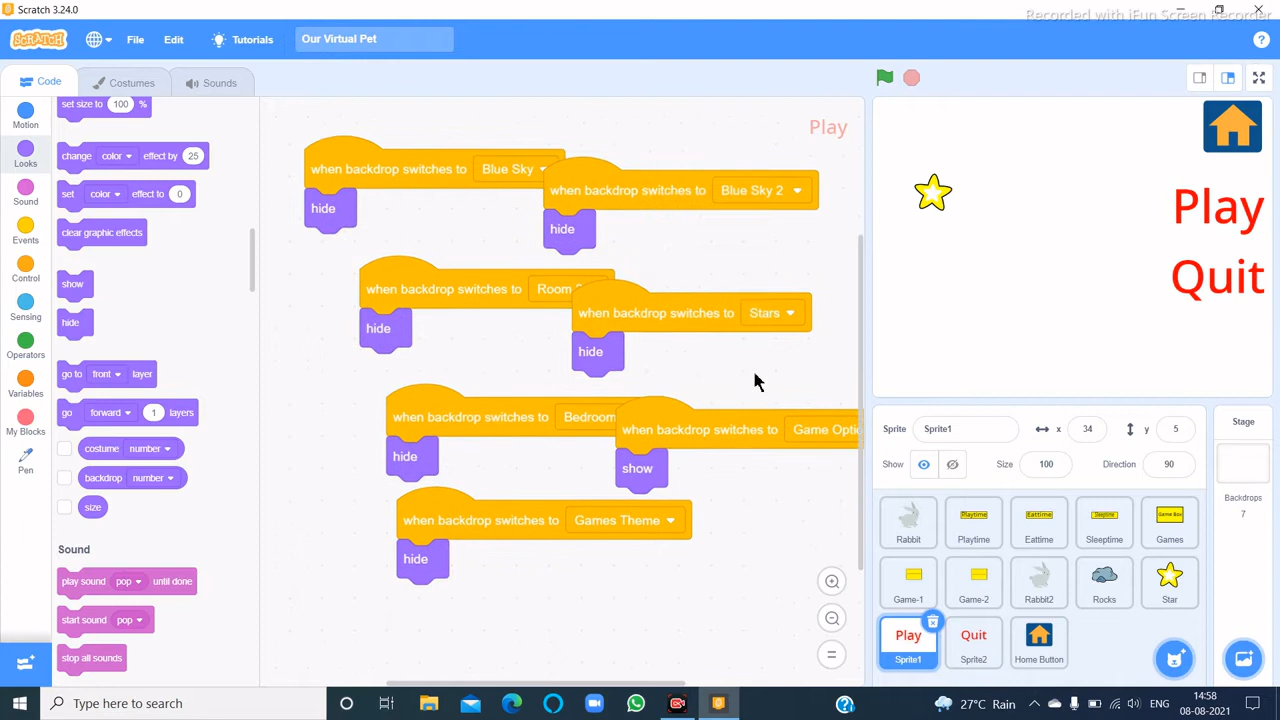 Scratch 3.24.0
Recorded with iFun Screen Recorder
SCRATCH
File
Edit
Tutorials
Our Virtual Pet
?
Code
Costumes
Sounds
Motion
Looks
Sound
Events
Control
Sensing
Operators
Variables
My Blocks
Pen
set size to 100 %
change color effect by 25
set color effect to 0
clear graphic effects
show
hide
go to front layer
go forward 1 layers
costume number
backdrop number
size
Sound
play sound pop until done
start sound pop
stop all sounds
Play
when backdrop switches to Blue Sky
hide
when backdrop switches to Blue Sky 2
hide
when backdrop switches to Room
hide
when backdrop switches to Stars
hide
when backdrop switches to Bedroom
hide
when backdrop switches to Game Optio
show
when backdrop switches to Games Theme
hide
Play
Quit
Sprite Sprite1 x 34 y 5
Show Size 100 Direction 90
Stage
Backdrops
7
Playtime
Eattime
Sleeptime
Game Box
Rabbit
Playtime
Eattime
Sleeptime
Games
Game-1
Game-2
Rabbit2
Rocks
Star
Play
Sprite1
Quit
Sprite2
Home Button
Type here to search
27°C Rain
ENG
14:58
08-08-2021